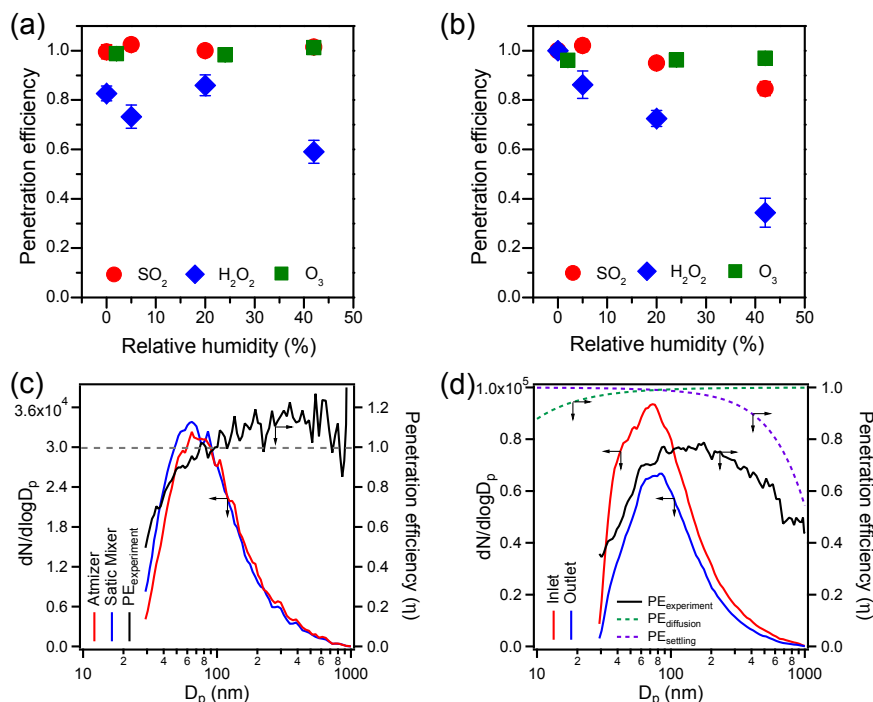 (a)
Penetration efficiency
1.0
0.8
0.6
0.4
0.2
0.0
SO2
H2O2
O3
0
10
20
30
40
50
Relative humidity (%)
(b)
Penetration efficiency
1.0
0.8
0.6
0.4
0.2
0.0
SO2
H2O2
O3
0
10
20
30
40
50
Relative humidity (%)
(c)
dN/dlogDp
3.6x10^4
3.0
2.4
1.8
1.2
0.6
0.0
Atmizer
Satic Mixer
PEexperiment
1.2
1.0
0.8
0.6
0.4
0.2
0.0
Penetration efficiency (η)
10
2
4
6
8
100
2
4
6
8
1000
Dp (nm)
(d)
dN/dlogDp
1.0x10^5
0.8
0.6
0.4
0.2
0.0
Inlet
Outlet
PEexperiment
PEdiffusion
PEsettling
1.0
0.8
0.6
0.4
0.2
0.0
Penetration efficiency (η)
10
2
4
6
8
100
2
4
6
8
1000
Dp (nm)